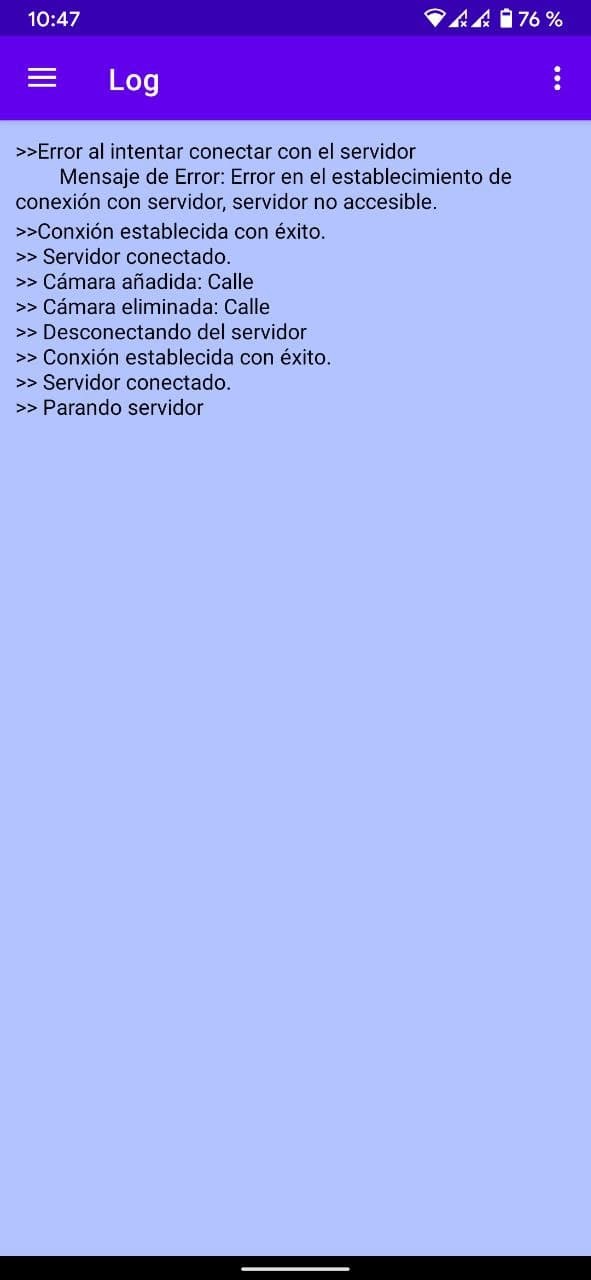 10:47
76 %
Log
>>Error al intentar conectar con el servidor
Mensaje de Error: Error en el establecimiento de
conexión con servidor, servidor no accesible.
>>Conxión establecida con éxito.
>> Servidor conectado.
>> Cámara añadida: Calle
>> Cámara eliminada: Calle
>> Desconectando del servidor
>> Conxión establecida con éxito.
>> Servidor conectado.
>> Parando servidor